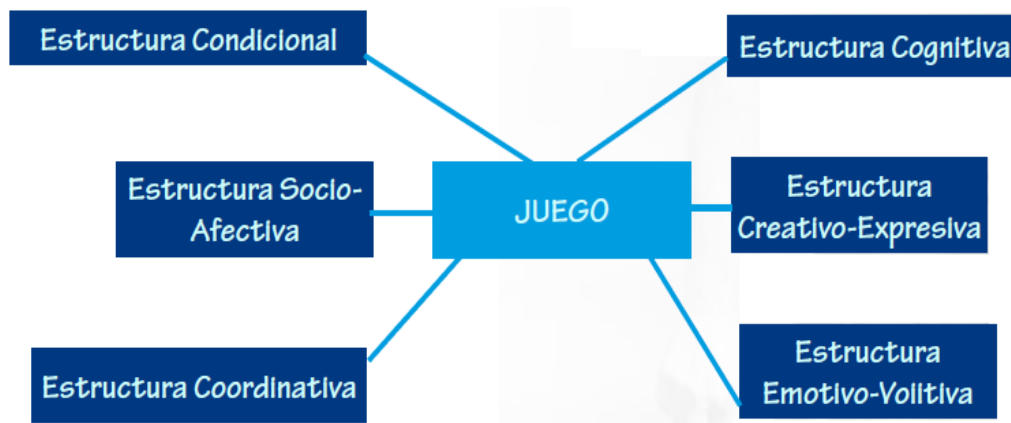 Estructura Condicional
Estructura Cognitiva
Estructura Socio-
Afectiva
JUEGO
Estructura
Creativo-Expresiva
Estructura Coordinativa
Estructura
Emotivo-Volitiva